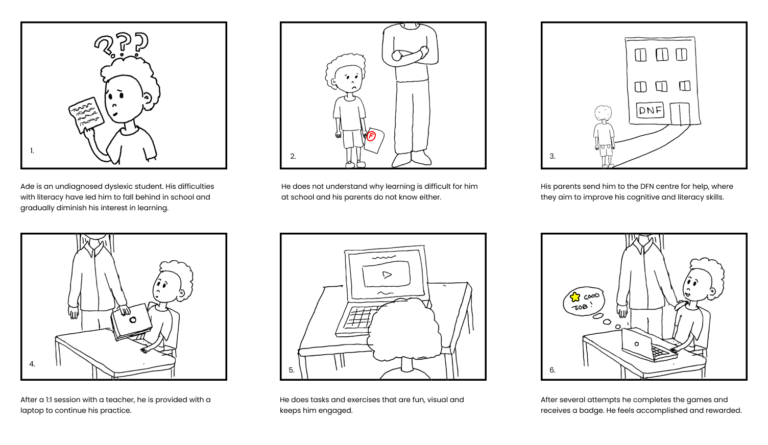 ???
1.
Ade is an undiagnosed dyslexic student. His difficulties
with literacy have led him to fall behind in school and
gradually diminish his interest in learning.
2.
He does not understand why learning is difficult for him
at school and his parents do not know either.
DNF
3.
His parents send him to the DFN centre for help, where
they aim to improve his cognitive and literacy skills.
4.
After a 1:1 session with a teacher, he is provided with a
laptop to continue his practice.
5.
He does tasks and exercises that are fun, visual and
keeps him engaged.
GOOD
JOB!
6.
After several attempts he completes the games and
receives a badge. He feels accomplished and rewarded.